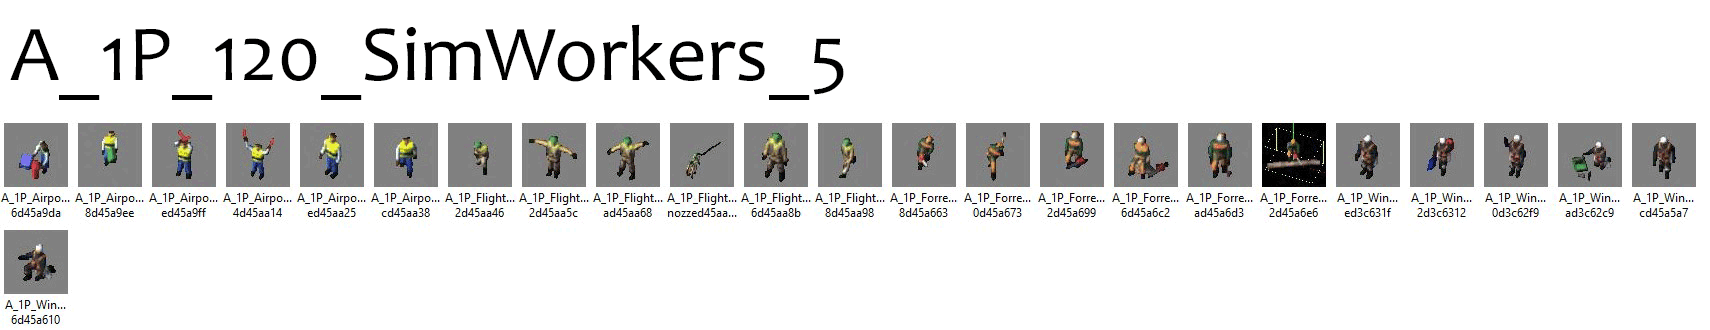 A_1P_120_SimWorkers_5
A_1P_Airpo... A_1P_Airpo... A_1P_Airpo... A_1P_Airpo... A_1P_Airpo... A_1P_Airpo... A_1P_Flight... A_1P_Flight... A_1P_Flight... A_1P_Flight... A_1P_Flight... A_1P_Flight... A_1P_Forre... A_1P_Forre... A_1P_Forre... A_1P_Forre... A_1P_Forre... A_1P_Forre... A_1P_Win... A_1P_Win... A_1P_Win... A_1P_Win... A_1P_Win...
6d45a9da 8d45a9ee ed45a9ff 4d45aa14 ed45aa25 cd45aa38 2d45aa46 2d45aa5c ad45aa68 nozzed45aa... 6d45aa8b 8d45aa98 8d45a663 0d45a673 2d45a699 6d45a6c2 ad45a6d3 2d45a6e6 ed3c631f 2d3c6312 0d3c62f9 ad3c62c9 cd45a5a7
A_1P_Win...
6d45a610